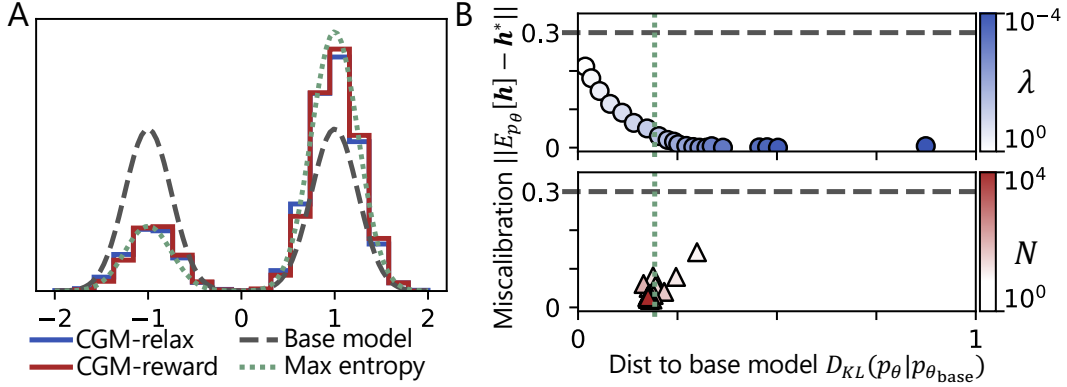 A
−2
−1
0
1
2
CGM-relax
Base model
CGM-reward
Max entropy
B
Miscalibration ||E_{p_θ}[h] − h*||
0.3
0
10^{−4}
λ
10^0
0.3
0
10^4
N
10^0
0
1
Dist to base model D_{KL}(p_θ|p_{θ_base})